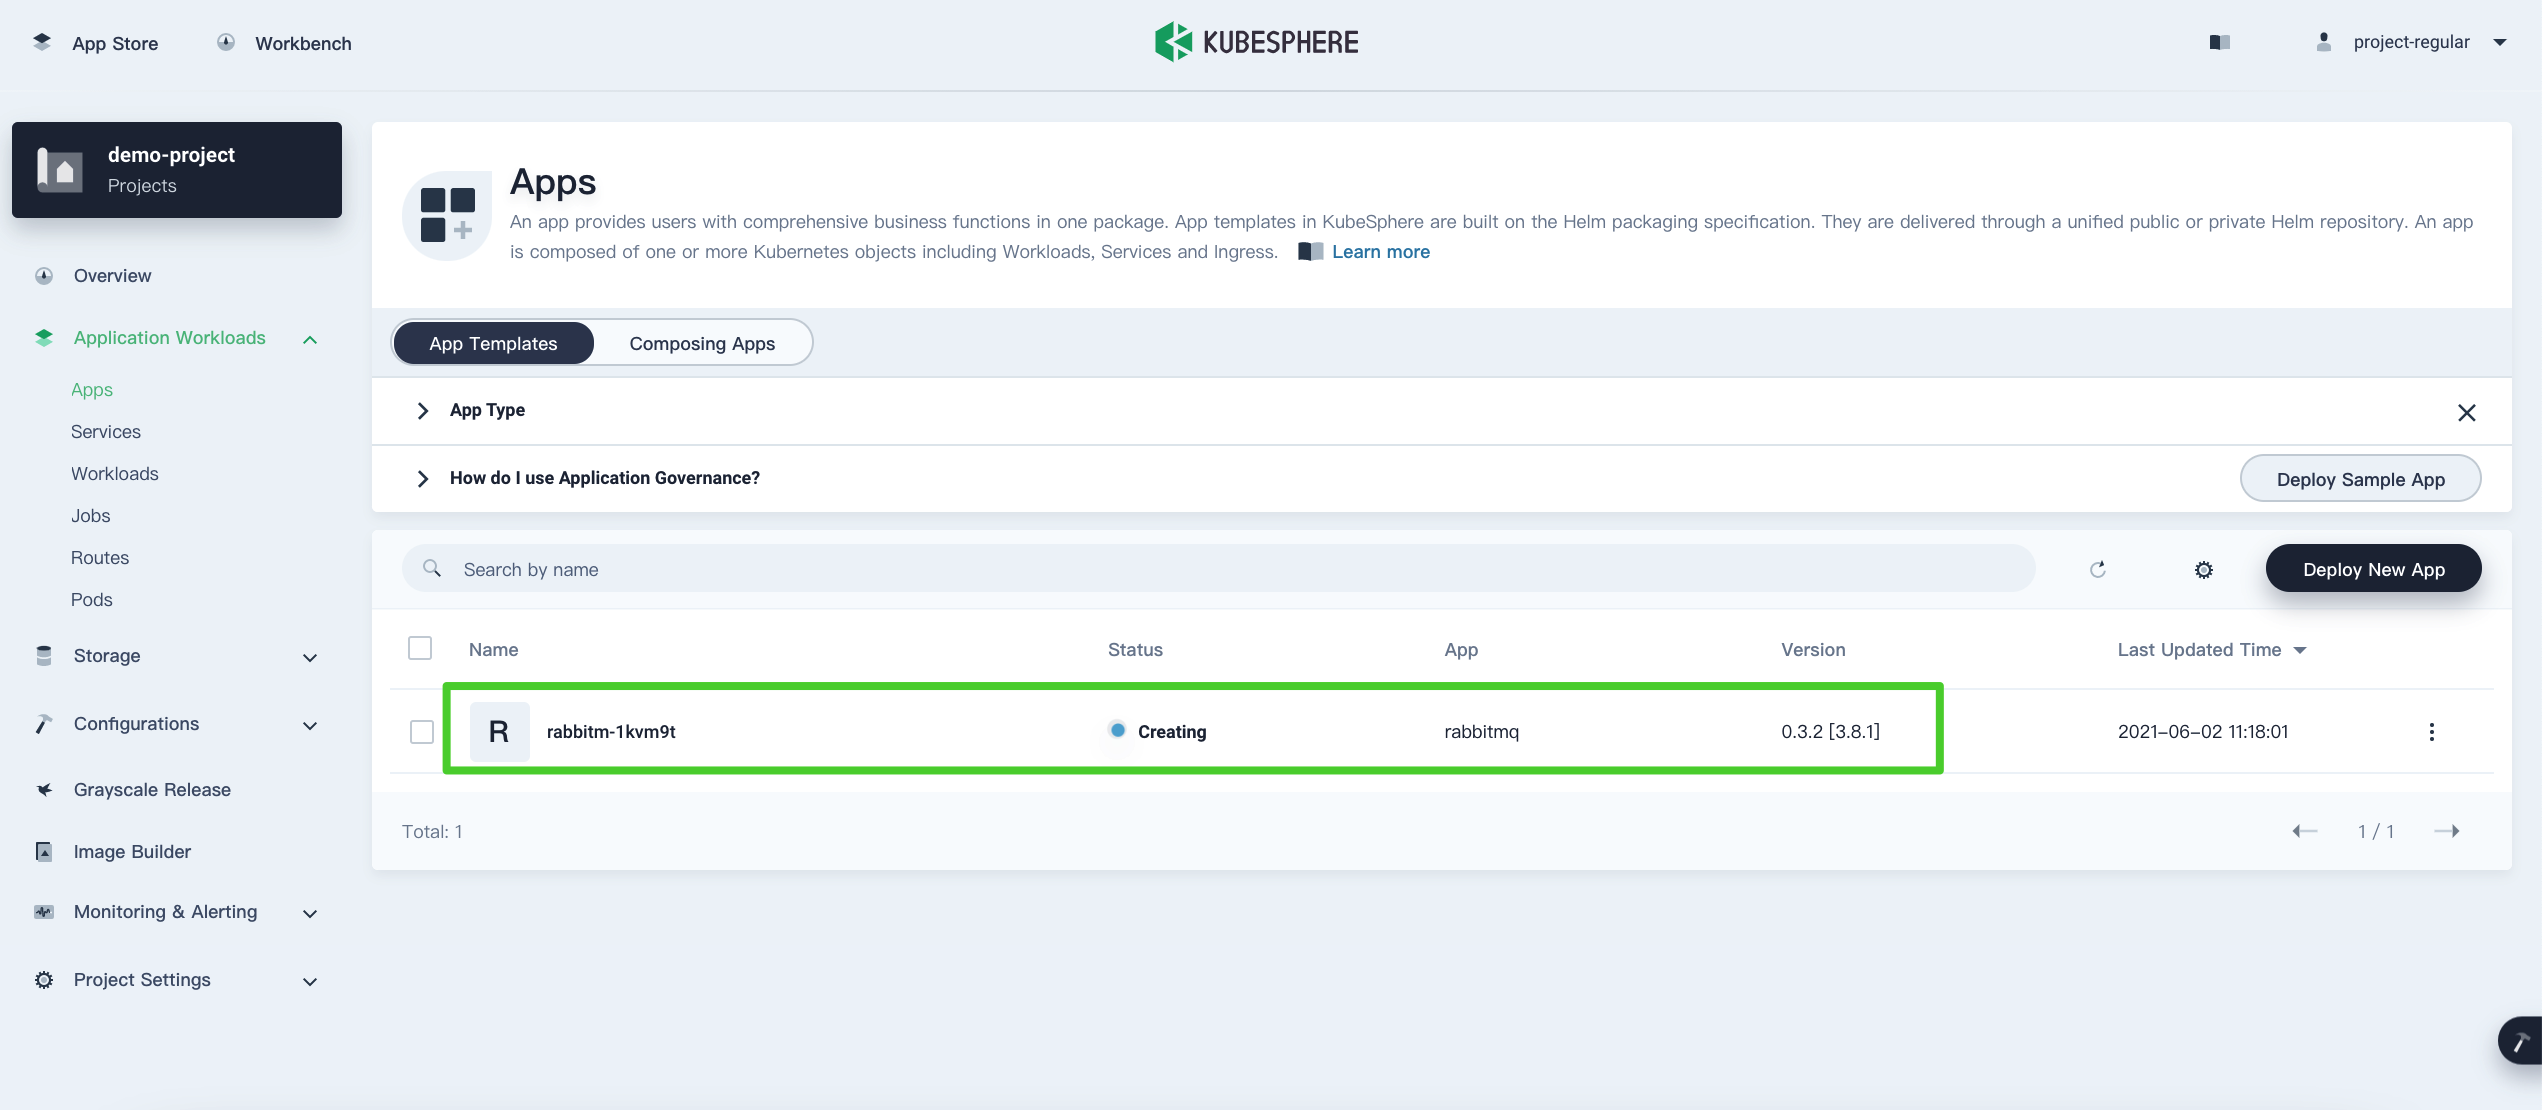 App Store
Workbench
KUBESPHERE
project-regular
demo-project
Projects
Overview
Application Workloads
Apps
Services
Workloads
Jobs
Routes
Pods
Storage
Configurations
Grayscale Release
Image Builder
Monitoring & Alerting
Project Settings
Apps
An app provides users with comprehensive business functions in one package. App templates in KubeSphere are built on the Helm packaging specification. They are delivered through a unified public or private Helm repository. An app
is composed of one or more Kubernetes objects including Workloads, Services and Ingress. Learn more
App Templates
Composing Apps
App Type
How do I use Application Governance?
Deploy Sample App
Search by name
Deploy New App
Name Status App Version Last Updated Time
R rabbitm-1kvm9t Creating rabbitmq 0.3.2 [3.8.1] 2021-06-02 11:18:01
Total: 1
1 / 1